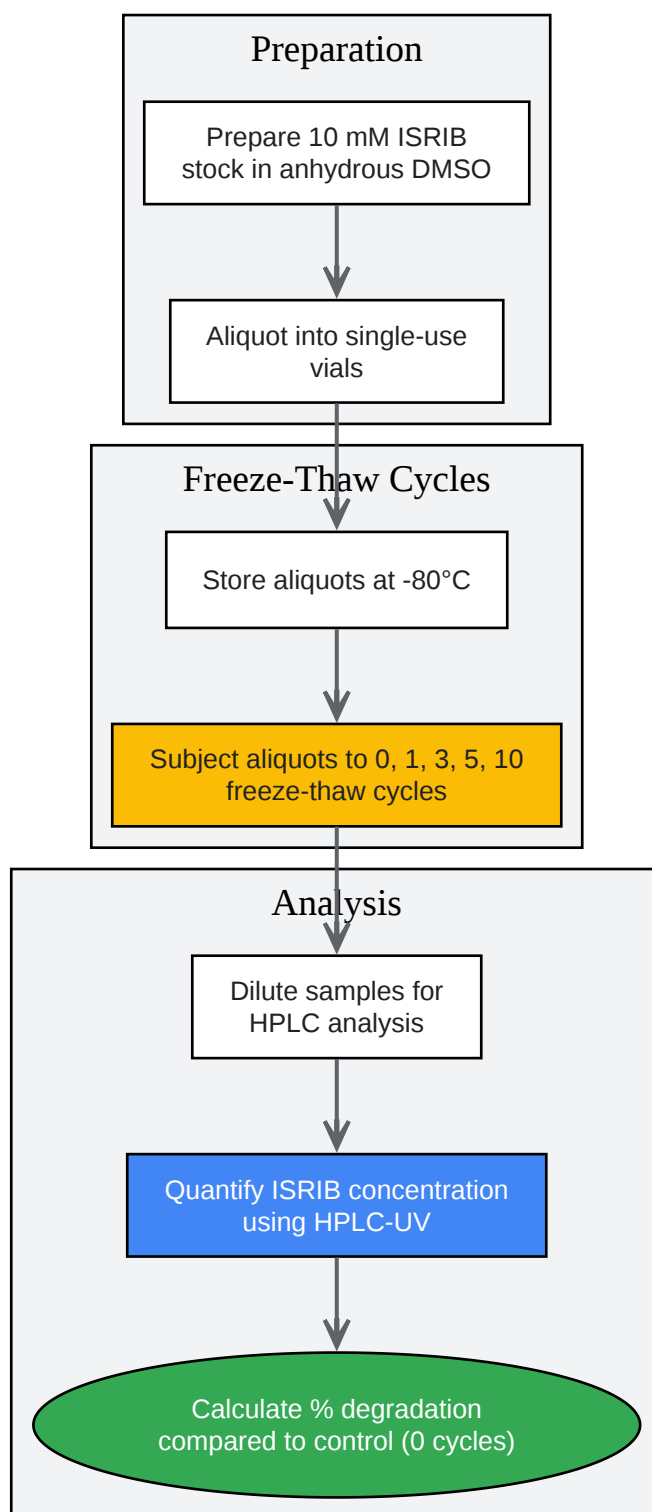 Preparation
Prepare 10 mM ISRIB
stock in anhydrous DMSO
Aliquot into single-use
vials
Freeze-Thaw Cycles
Store aliquots at -80°C
Subject aliquots to 0, 1, 3, 5, 10
freeze-thaw cycles
Analysis
Dilute samples for
HPLC analysis
Quantify ISRIB concentration
using HPLC-UV
Calculate % degradation
compared to control (0 cycles)